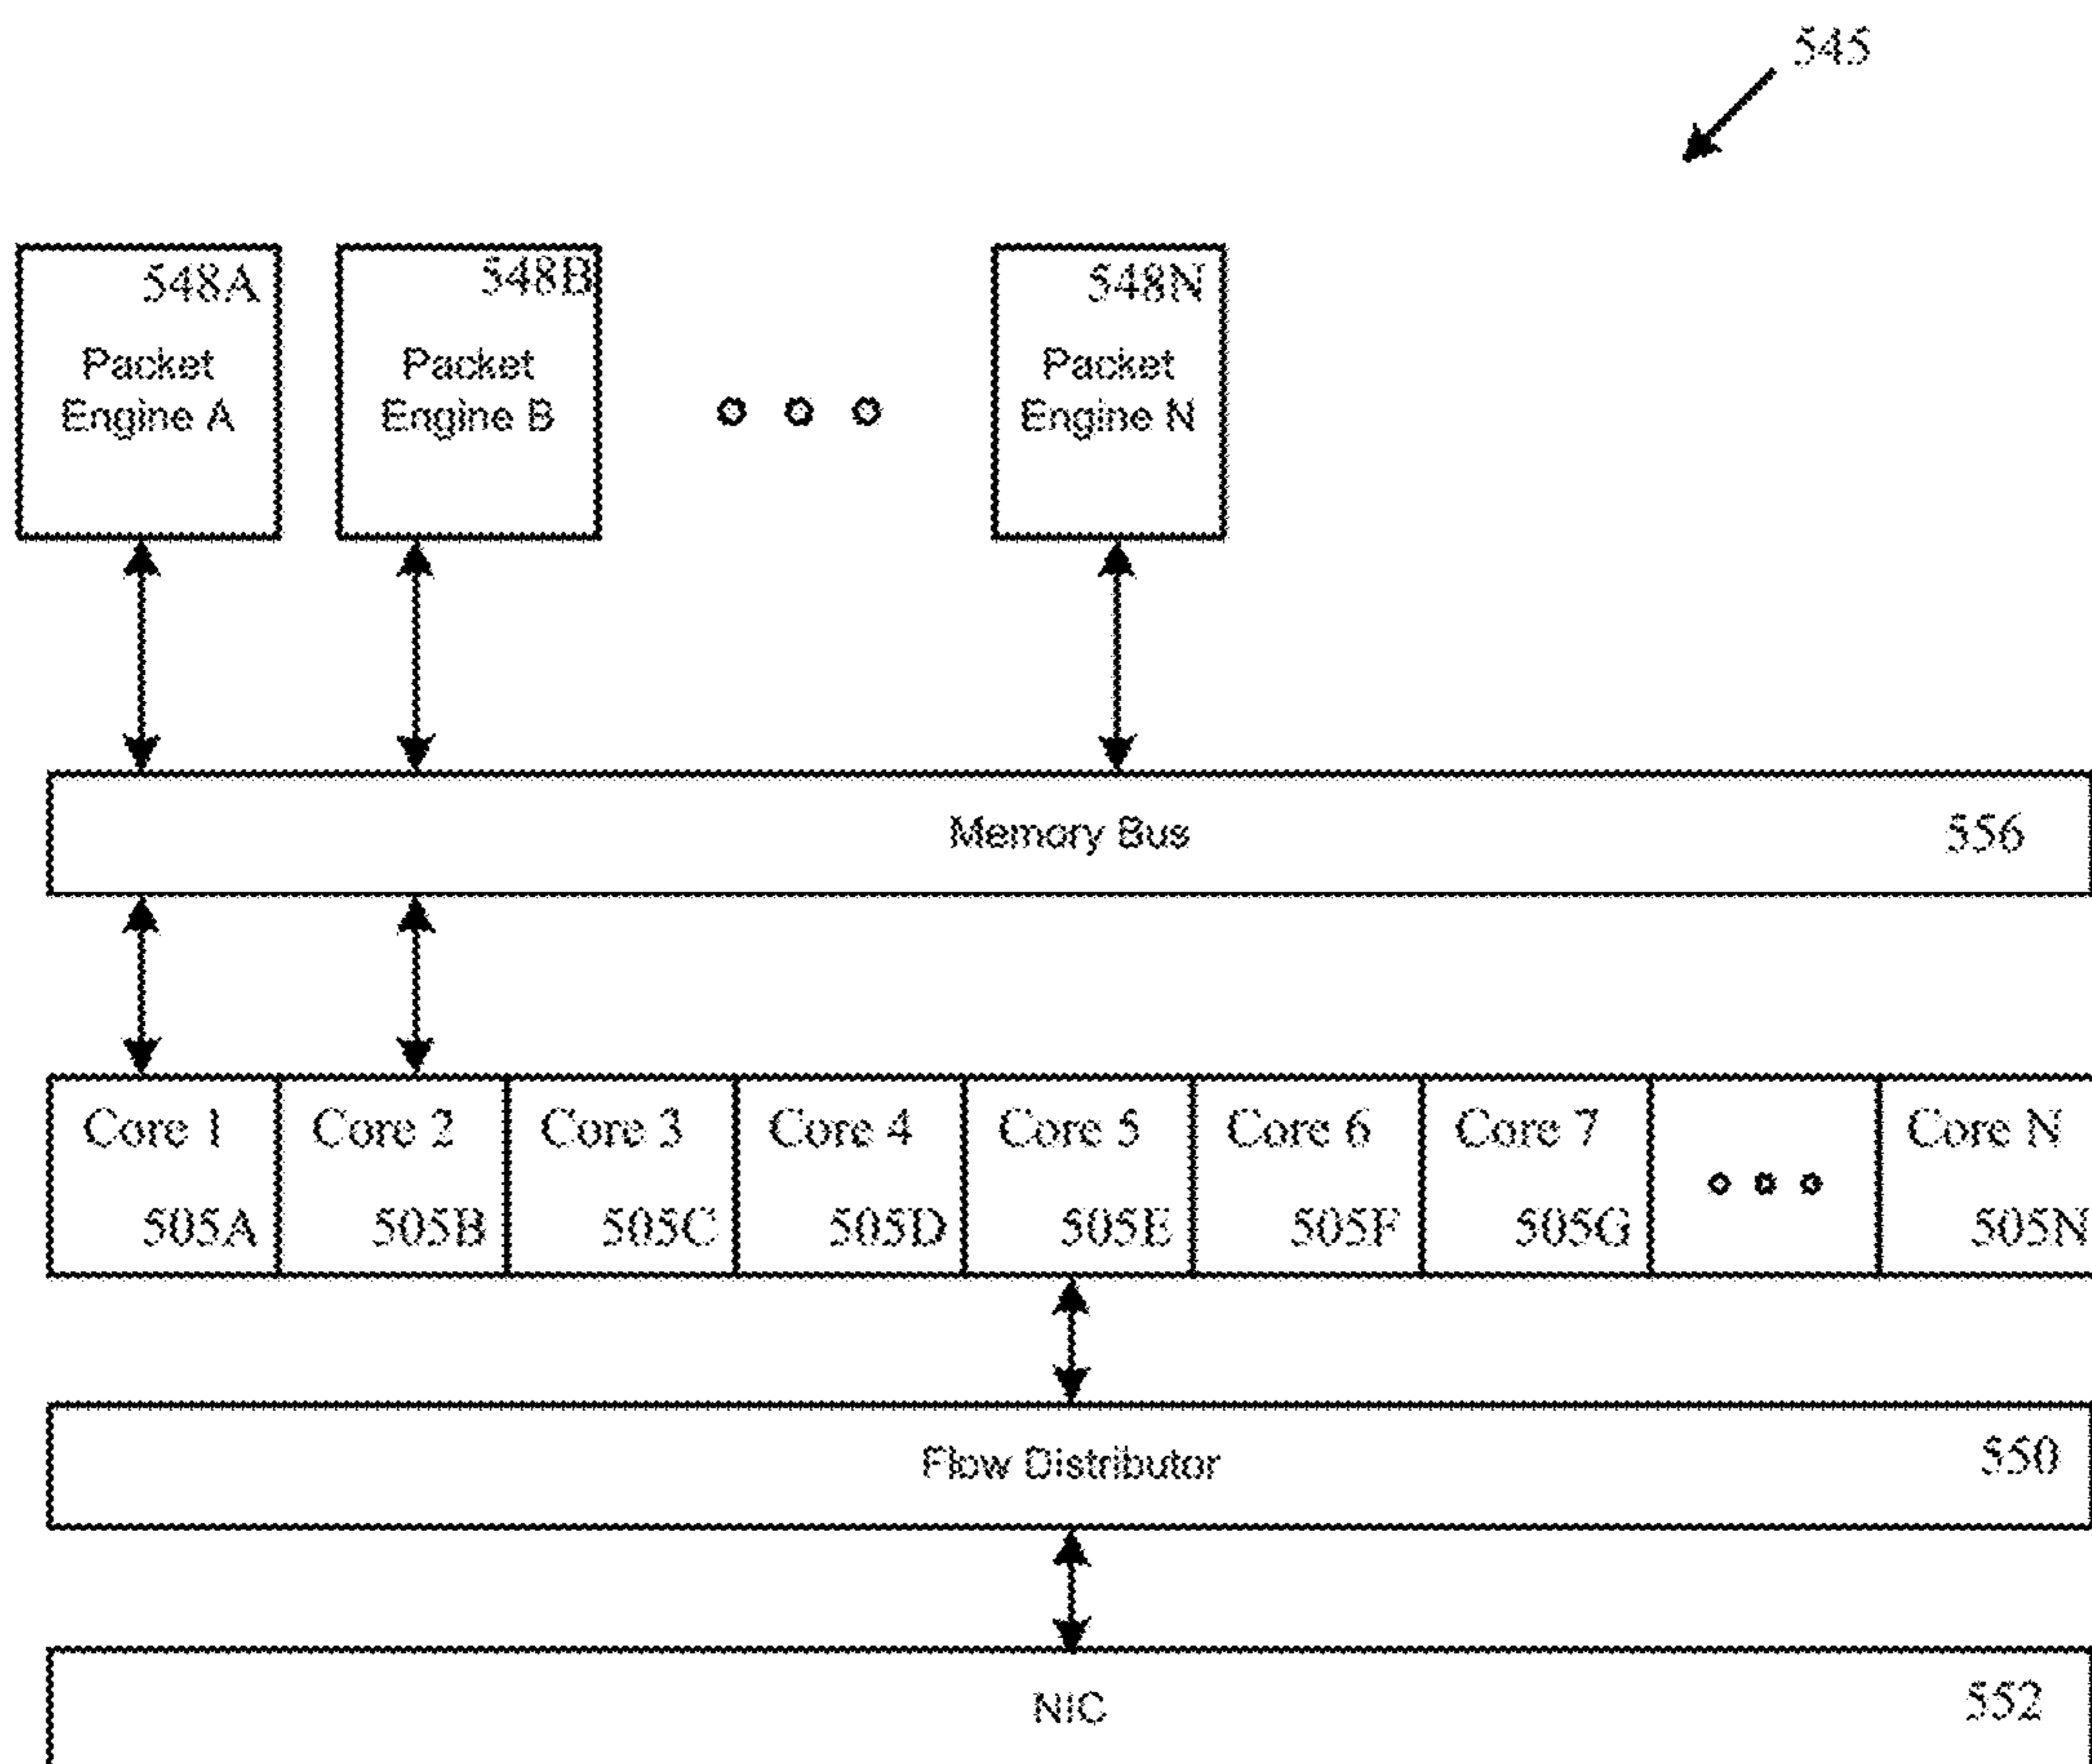 545
548A
Packet
Engine A
548B
Packet
Engine B
548N
Packet
Engine N
Memory Bus
556
Core 1
505A
Core 2
505B
Core 3
505C
Core 4
505D
Core 5
505E
Core 6
505F
Core 7
505G
Core N
505N
Flow Distributor
550
NIC
552